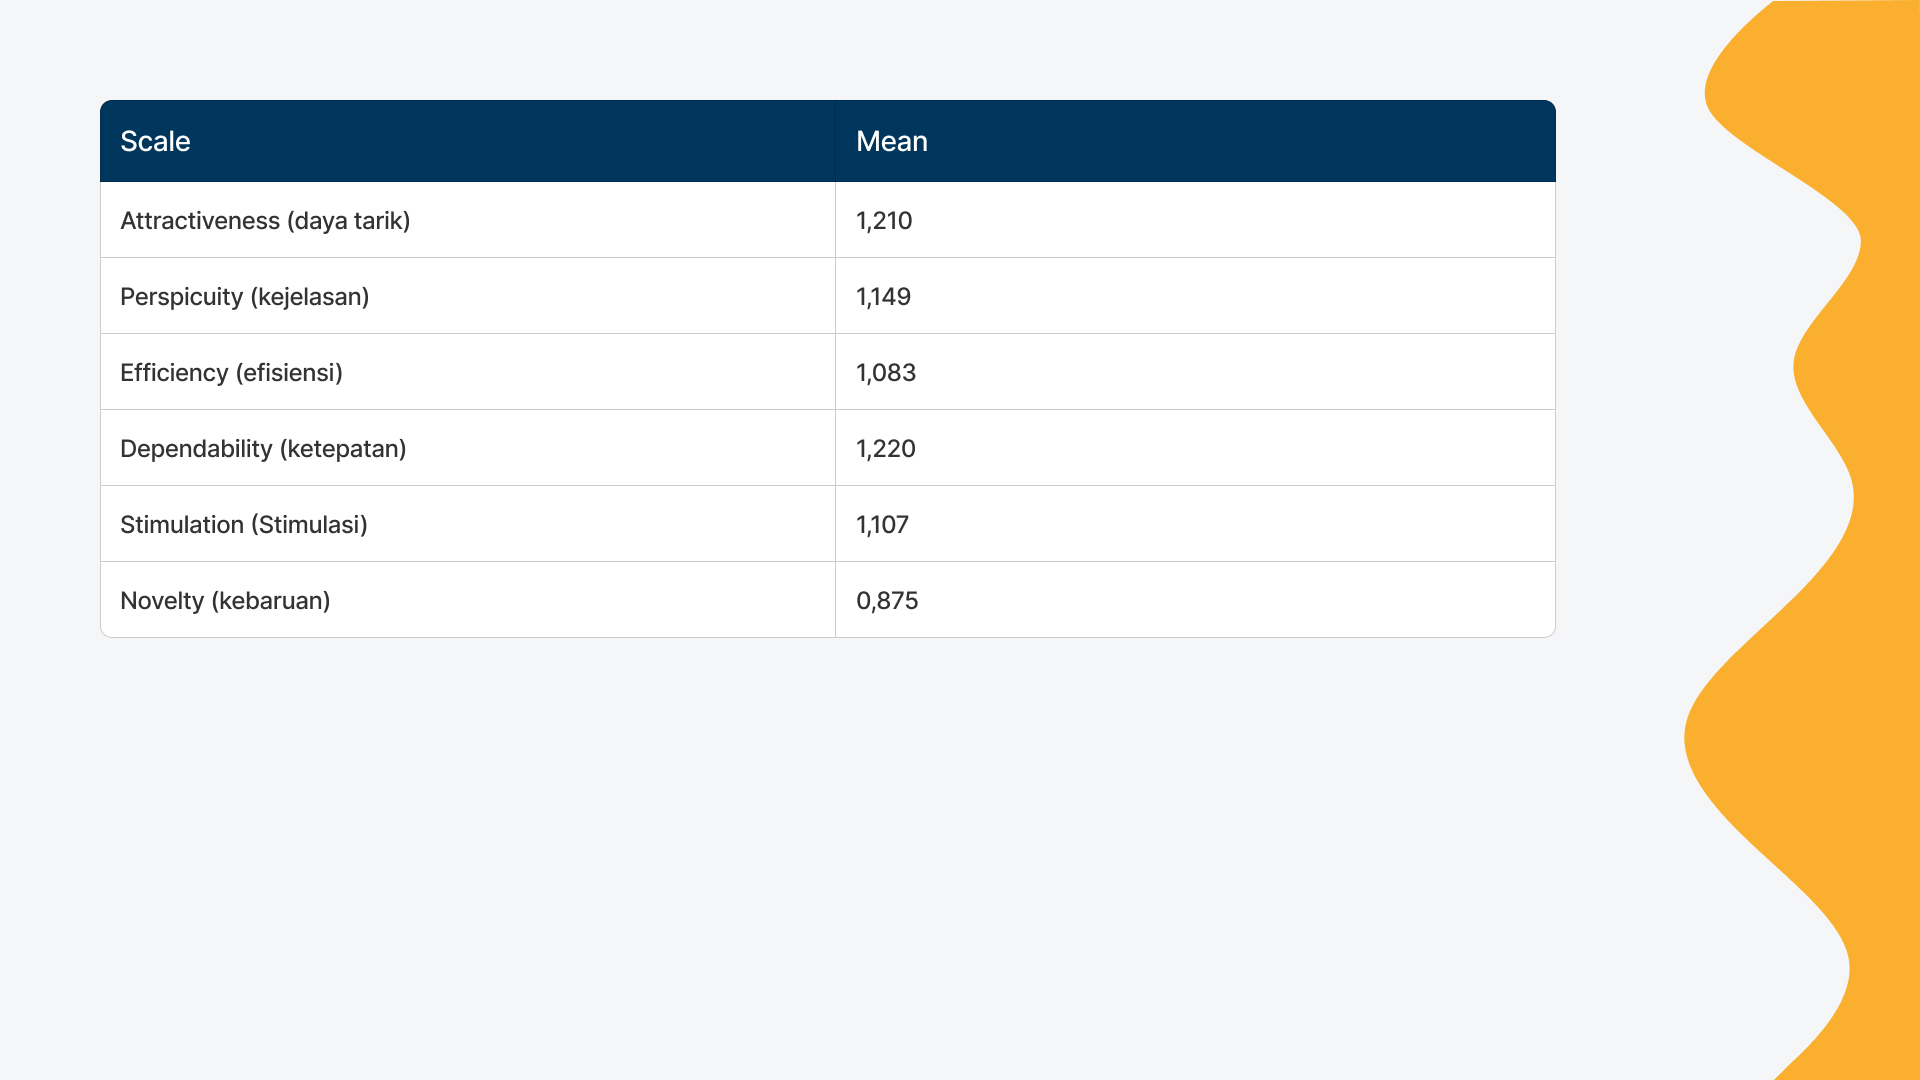 Scale Mean
Attractiveness (daya tarik) 1,210
Perspicuity (kejelasan) 1,149
Efficiency (efisiensi) 1,083
Dependability (ketepatan) 1,220
Stimulation (Stimulasi) 1,107
Novelty (kebaruan) 0,875